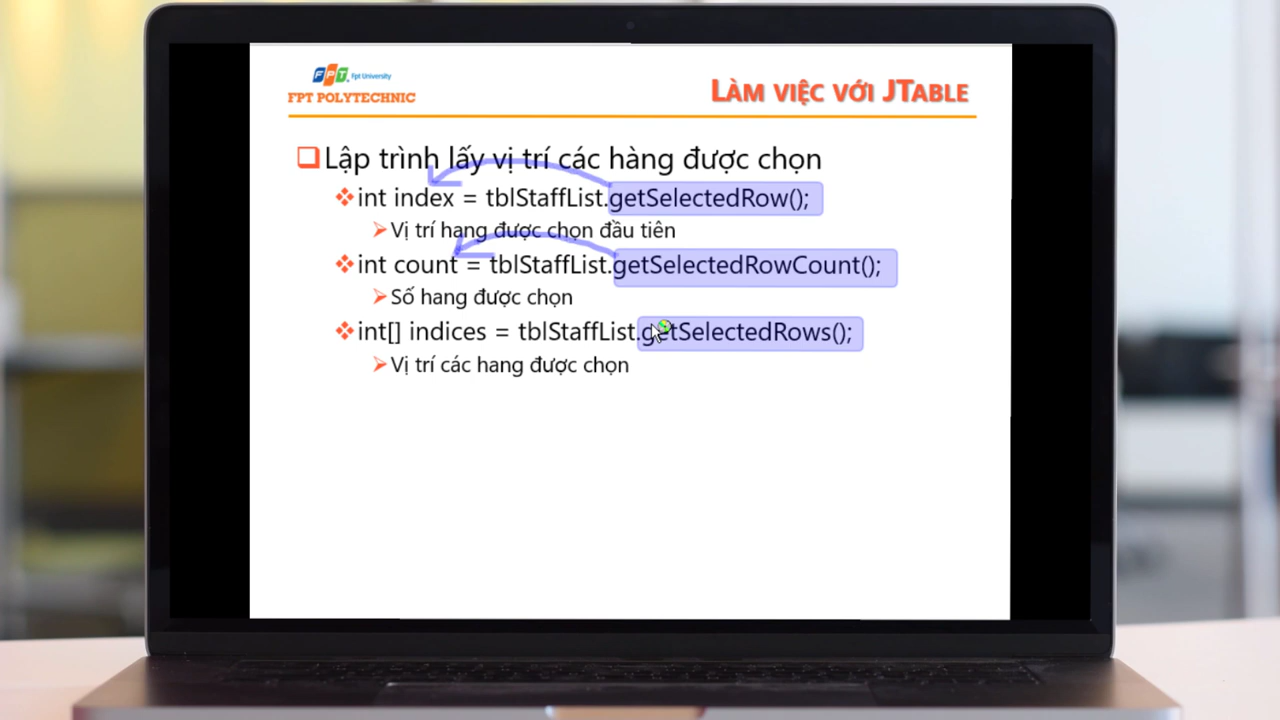 FPT. Fpt University
FPT POLYTECHNIC
LÀM VIỆC VỚI JTABLE
Lập trình lấy vị trí các hàng được chọn
int index = tblStaffList.getSelectedRow();
Vị trí hang được chọn đầu tiên
int count = tblStaffList.getSelectedRowCount();
Số hang được chọn
int[] indices = tblStaffList.getSelectedRows();
Vị trí các hang được chọn